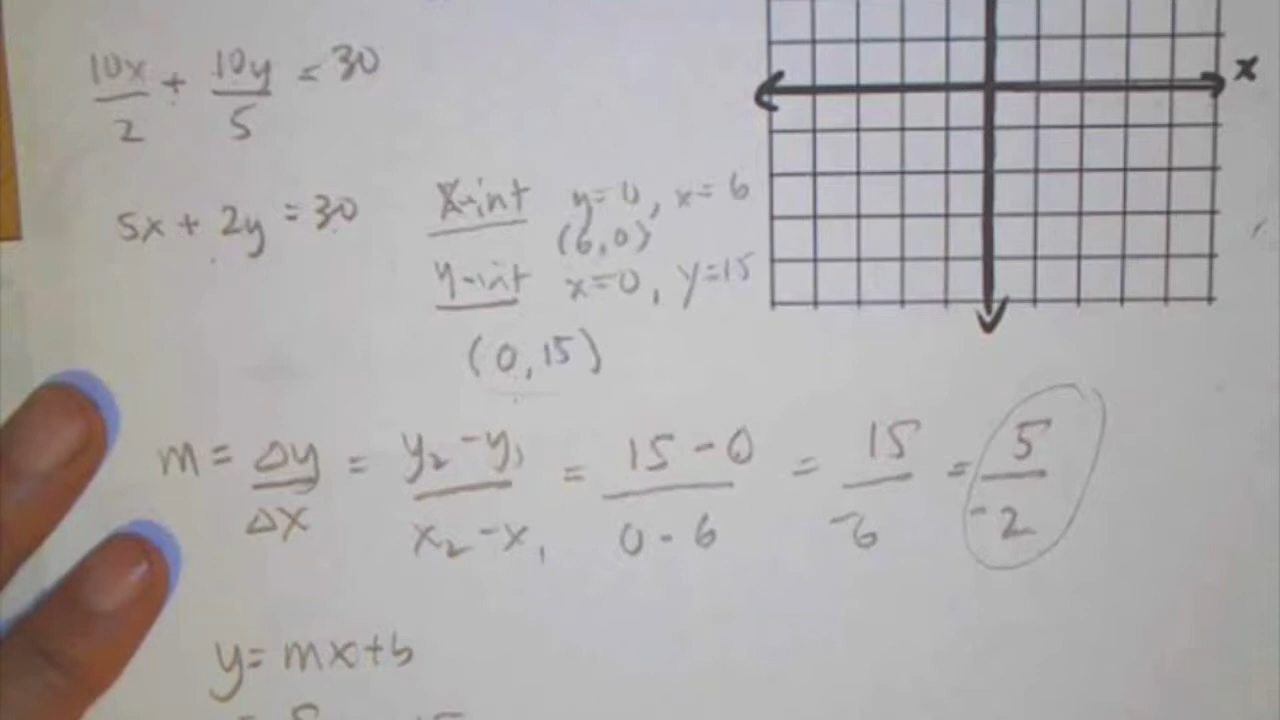 10x/2 + 10y/5 = 30
5x + 2y = 30
x-int y=0, x=6
(6,0)
y-int x=0, y=15
(0,15)
m = Δy/Δx = y₂-y₁/x₂-x₁ = 15-0/0-6 = 15/-6 = 5/-2
y=mx+b
x